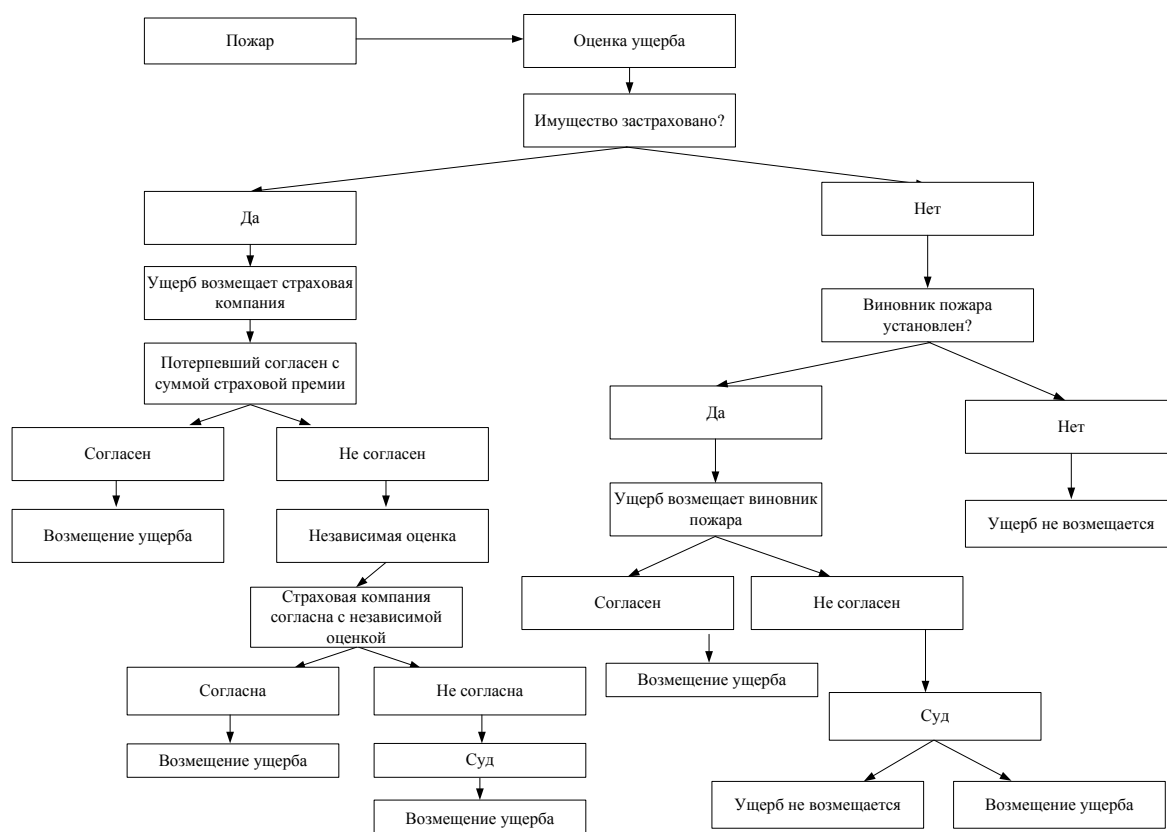 Пожар
Оценка ущерба
Имущество застраховано?
Да
Нет
Ущерб возмещает страховая
компания
Виновник пожара
установлен?
Потерпевший согласен с
суммой страховой премии
Да
Нет
Согласен
Не согласен
Ущерб возмещает виновник
пожара
Ущерб не возмещается
Возмещение ущерба
Независимая оценка
Согласен
Не согласен
Страховая компания
согласна с независимой
оценкой
Возмещение ущерба
Согласна
Не согласна
Суд
Возмещение ущерба
Суд
Ущерб не возмещается
Возмещение ущерба
Возмещение ущерба